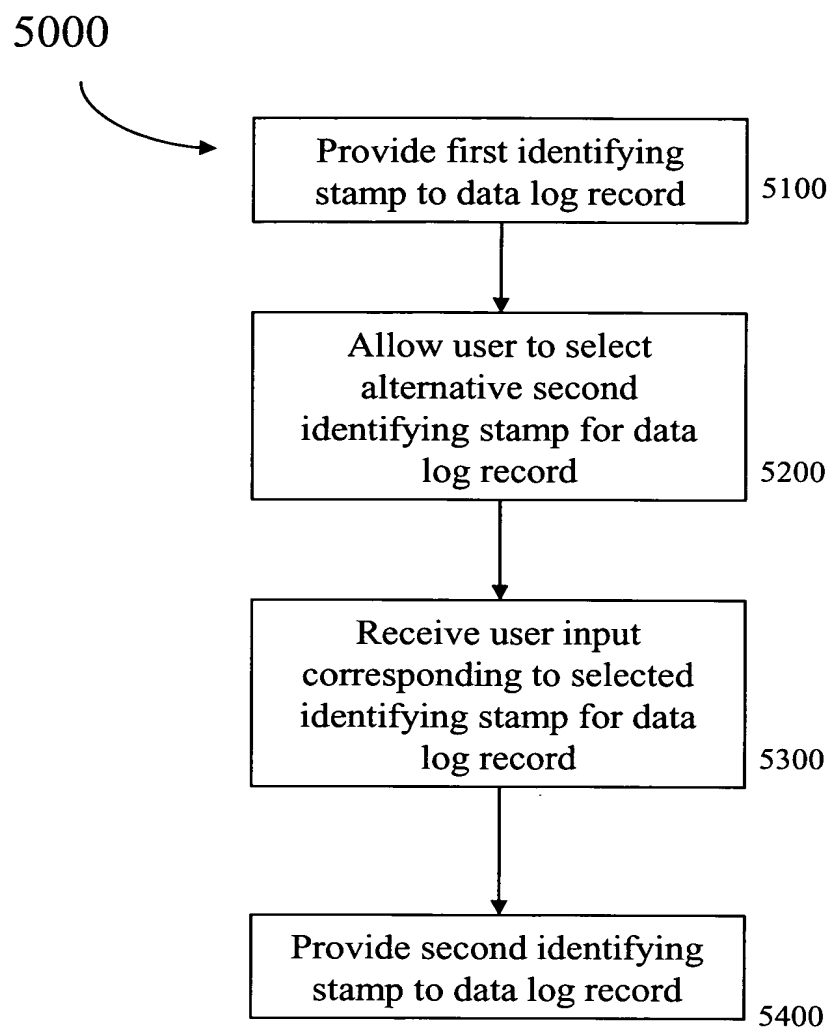 5000
Provide first identifying
stamp to data log record
5100
Allow user to select
alternative second
identifying stamp for data
log record
5200
Receive user input
corresponding to selected
identifying stamp for data
log record
5300
Provide second identifying
stamp to data log record
5400